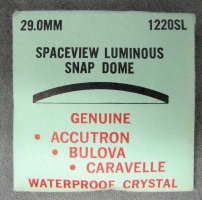 29.0MM 1220SL
SPACEVIEW LUMINOUS
SNAP DOME
GENUINE
• ACCUTRON
• BULOVA
• CARAVELLE
WATERPROOF CRYSTAL